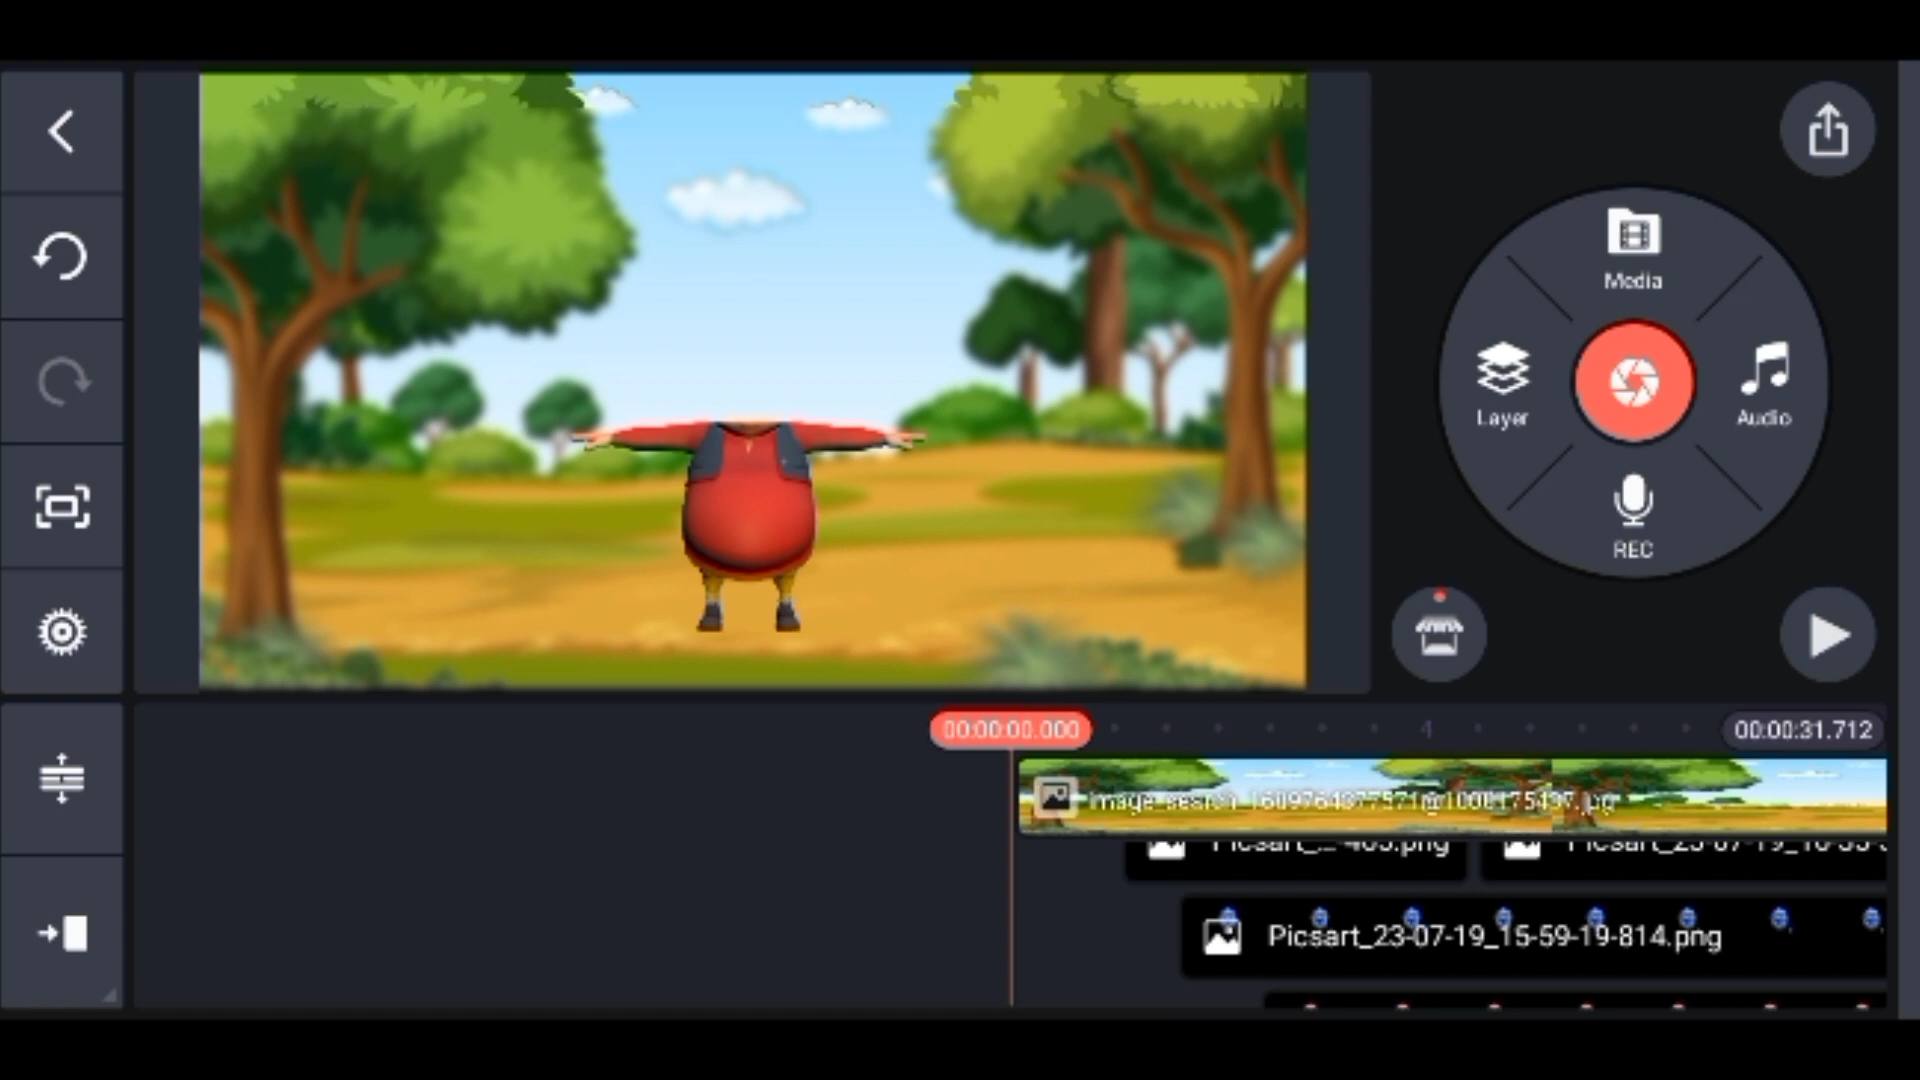 Media
Layer
Audio
REC
00:00:00.000
4
00:00:31.712
Picsart_23-07-19_15-59-19-814.png